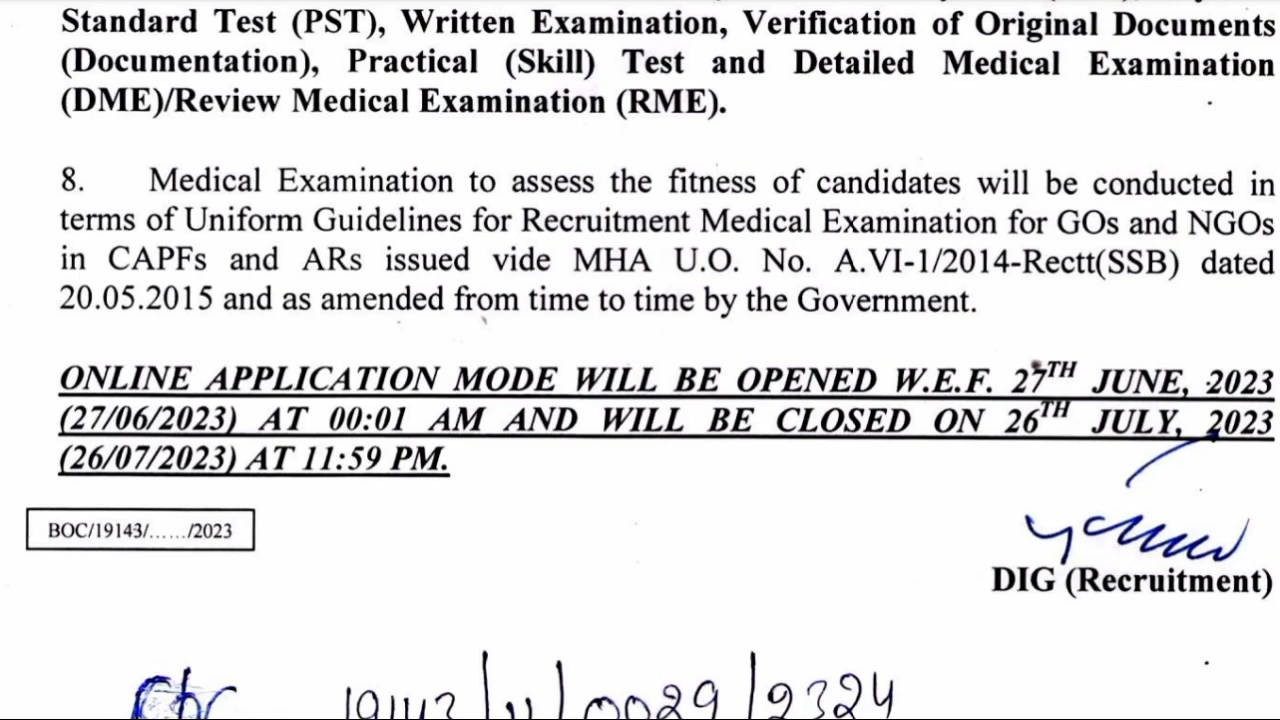 Standard Test (PST), Written Examination, Verification of Original Documents
(Documentation), Practical (Skill) Test and Detailed Medical Examination
(DME)/Review Medical Examination (RME).
8. Medical Examination to assess the fitness of candidates will be conducted in
terms of Uniform Guidelines for Recruitment Medical Examination for GOs and NGOs
in CAPFs and ARs issued vide MHA U.O. No. A.VI-1/2014-Rectt(SSB) dated
20.05.2015 and as amended from time to time by the Government.
ONLINE APPLICATION MODE WILL BE OPENED W.E.F. 27TH JUNE, 2023
(27/06/2023) AT 00:01 AM AND WILL BE CLOSED ON 26TH JULY, 2023
(26/07/2023) AT 11:59 PM.
BOC/19143/....../2023
DIG (Recruitment)
Cbc 19143/11/0029/2324